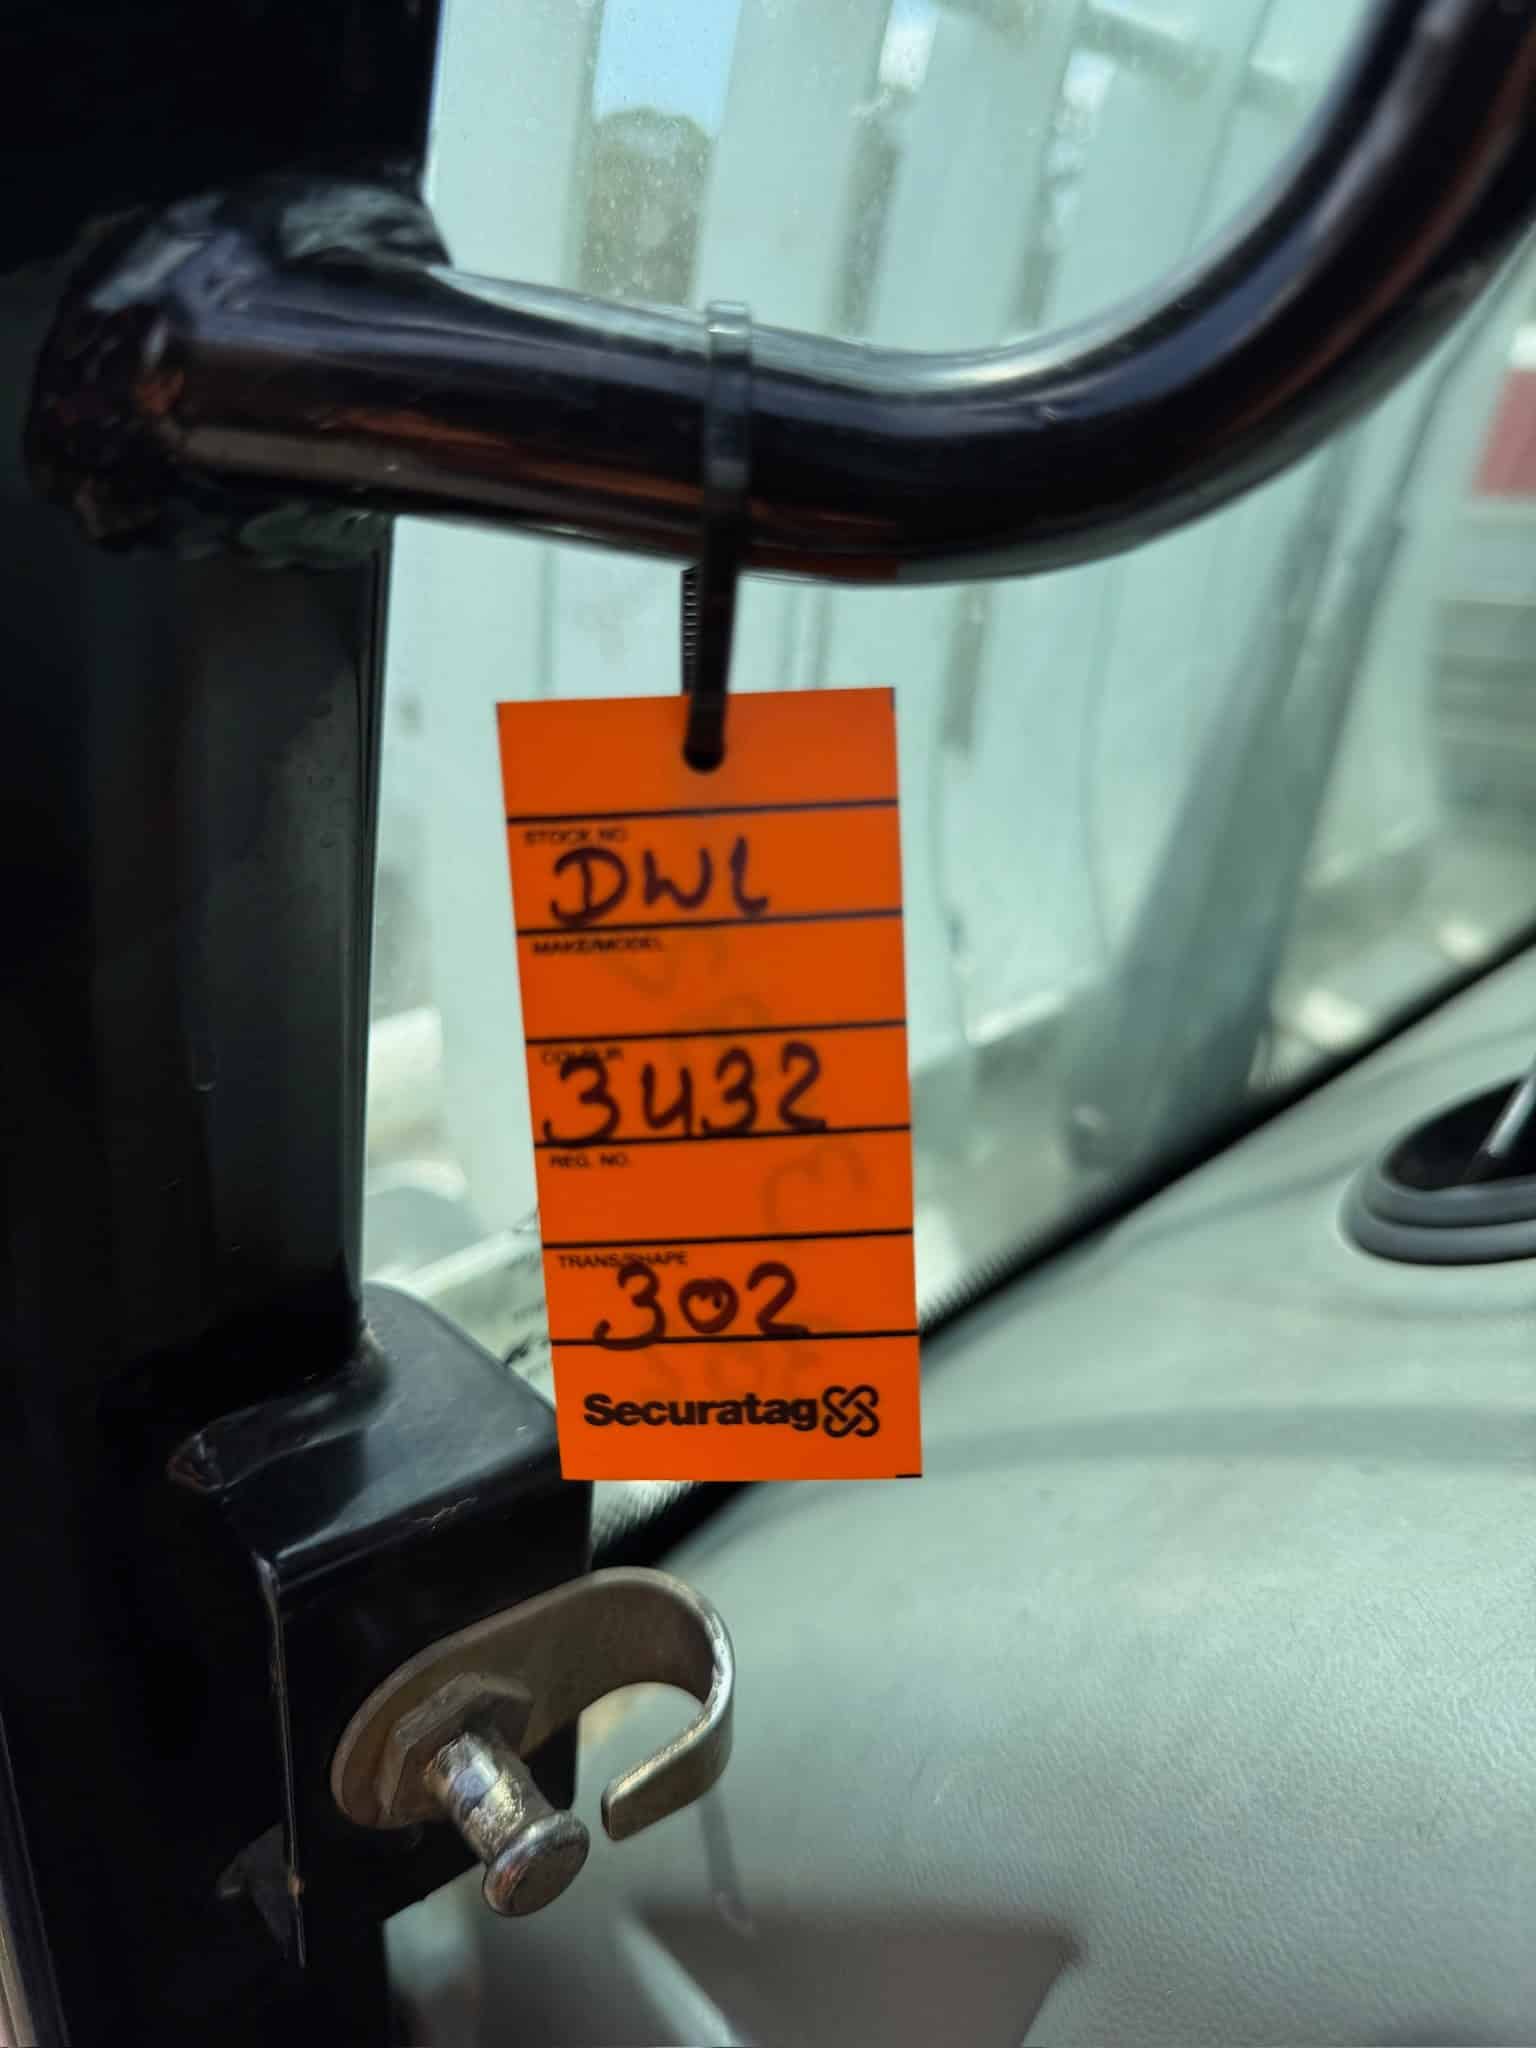 STOCK NO.
DWL
MAKE/MODEL
COLOUR
3432
REG. NO.
TRANS/SHAPE
302
Securatag